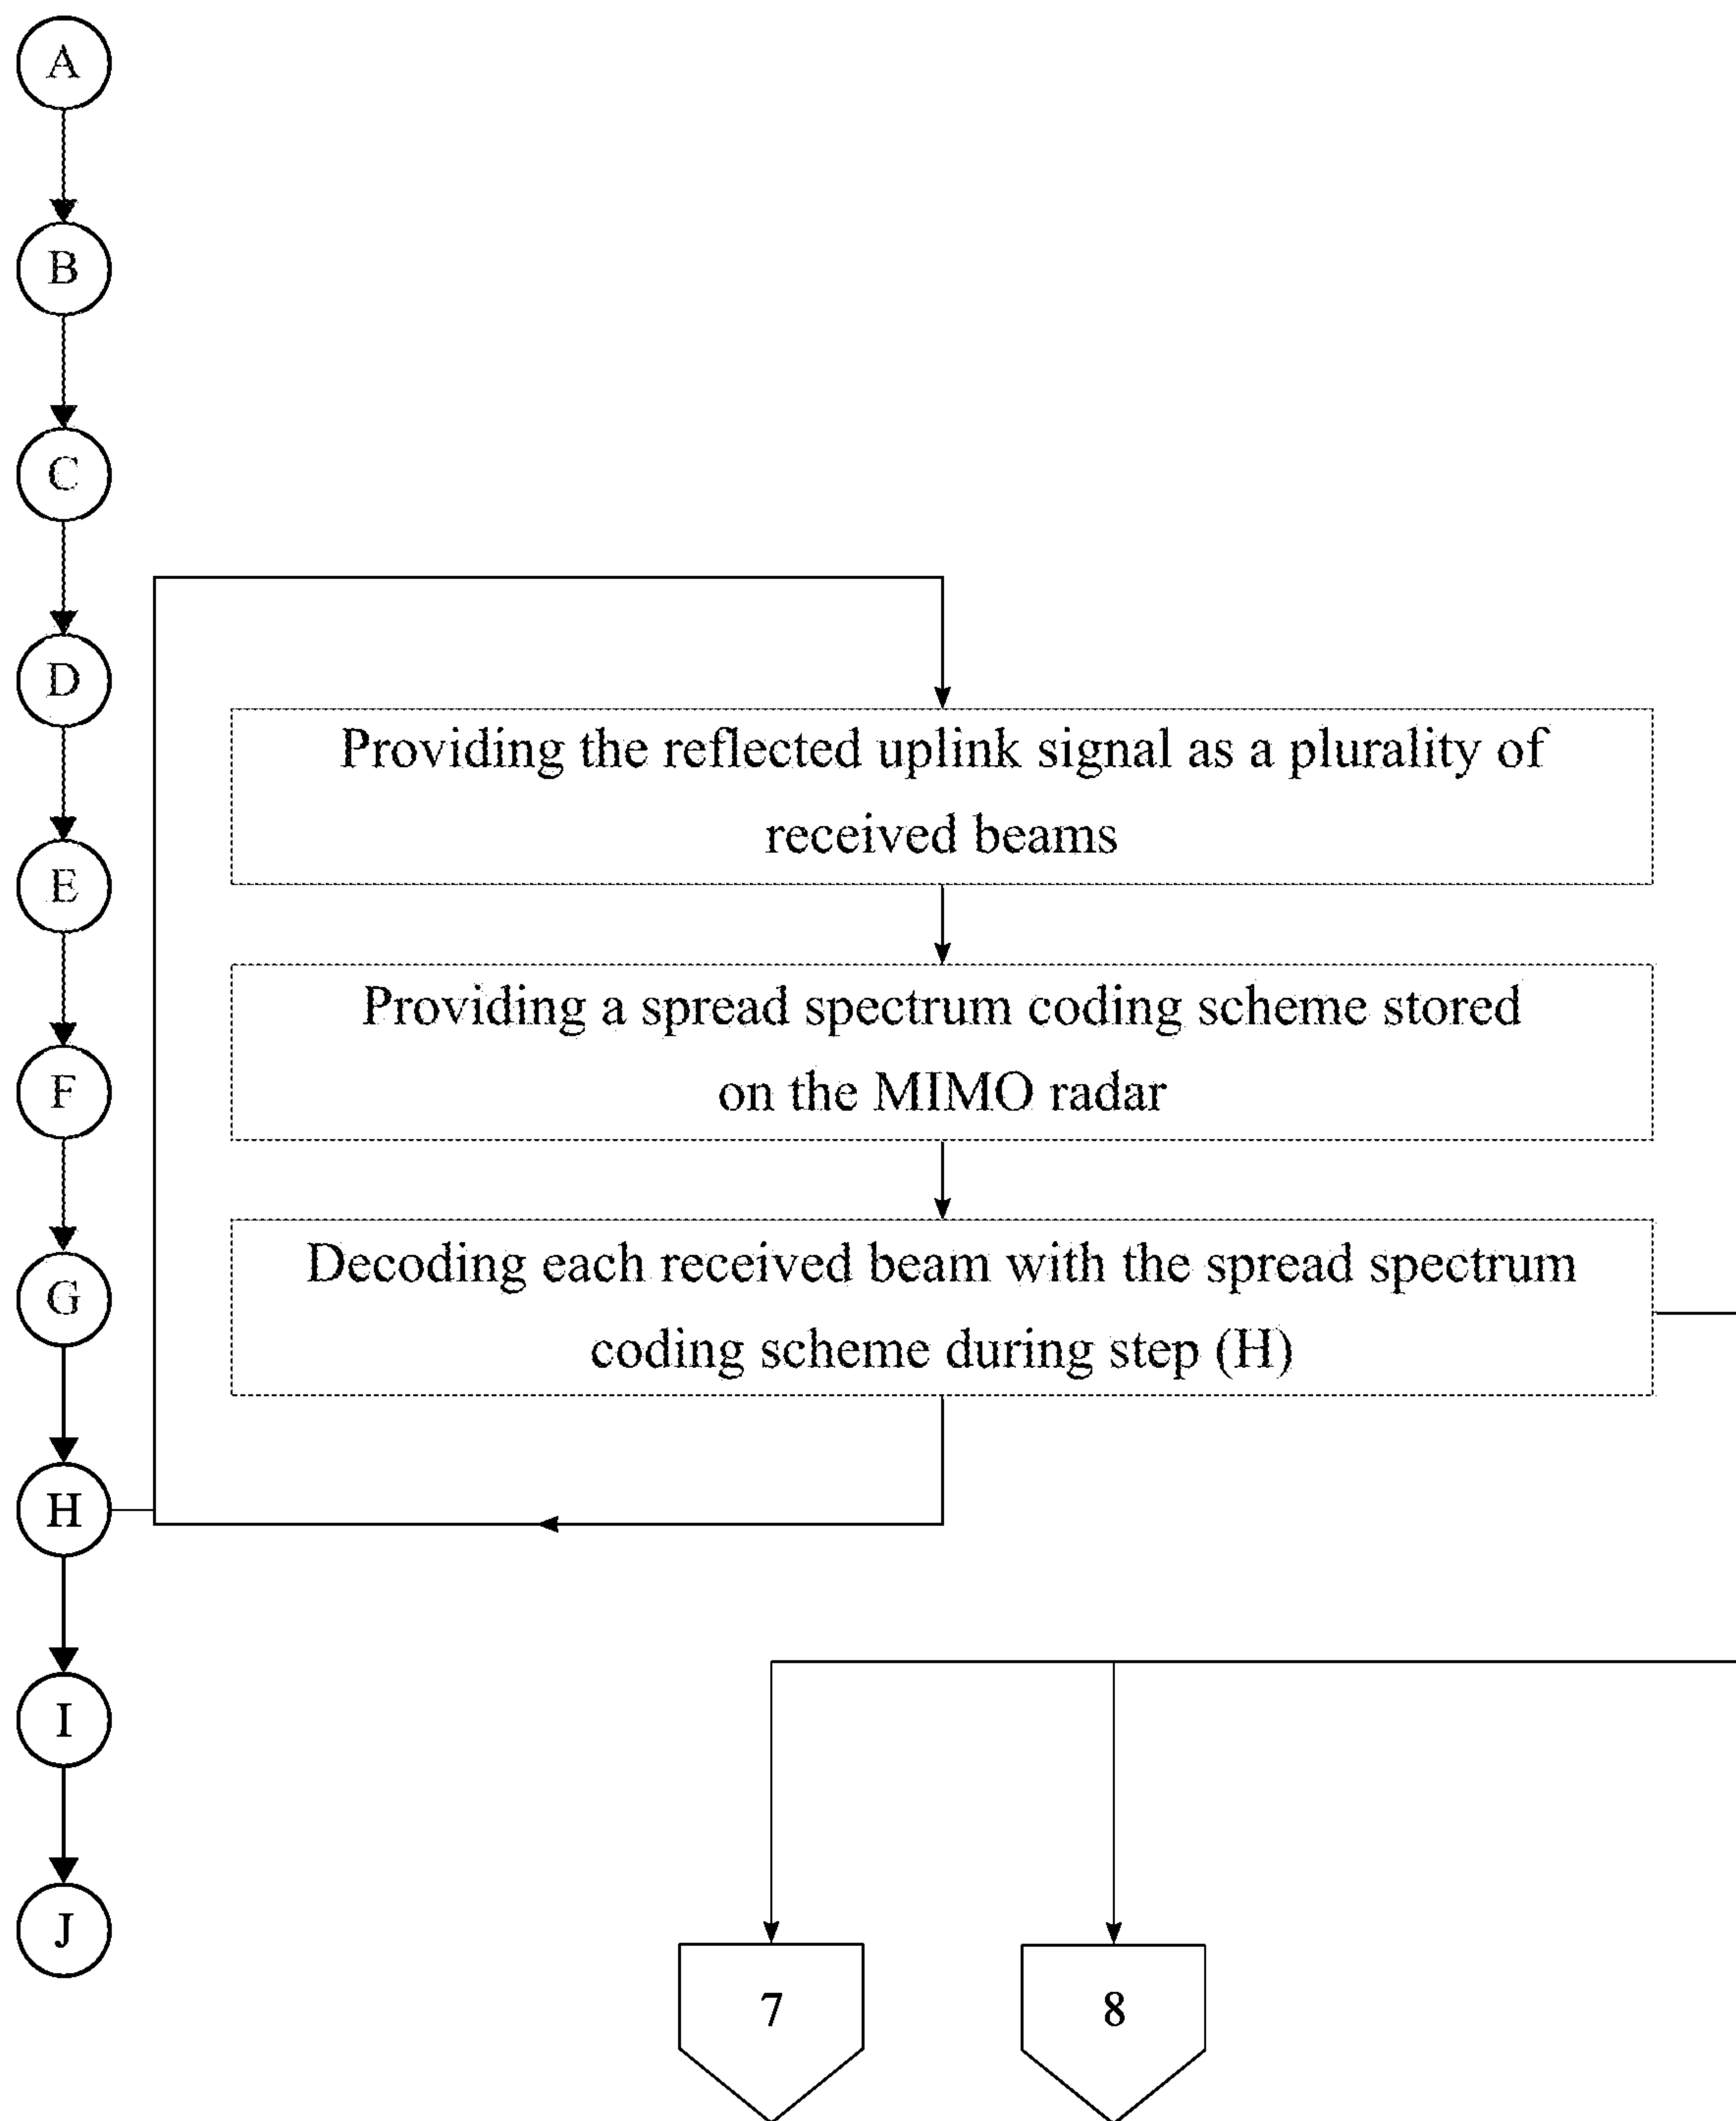 A
B
C
D
E
F
G
H
I
J
Providing the reflected uplink signal as a plurality of
received beams
Providing a spread spectrum coding scheme stored
on the MIMO radar
Decoding each received beam with the spread spectrum
coding scheme during step (H)
7
8